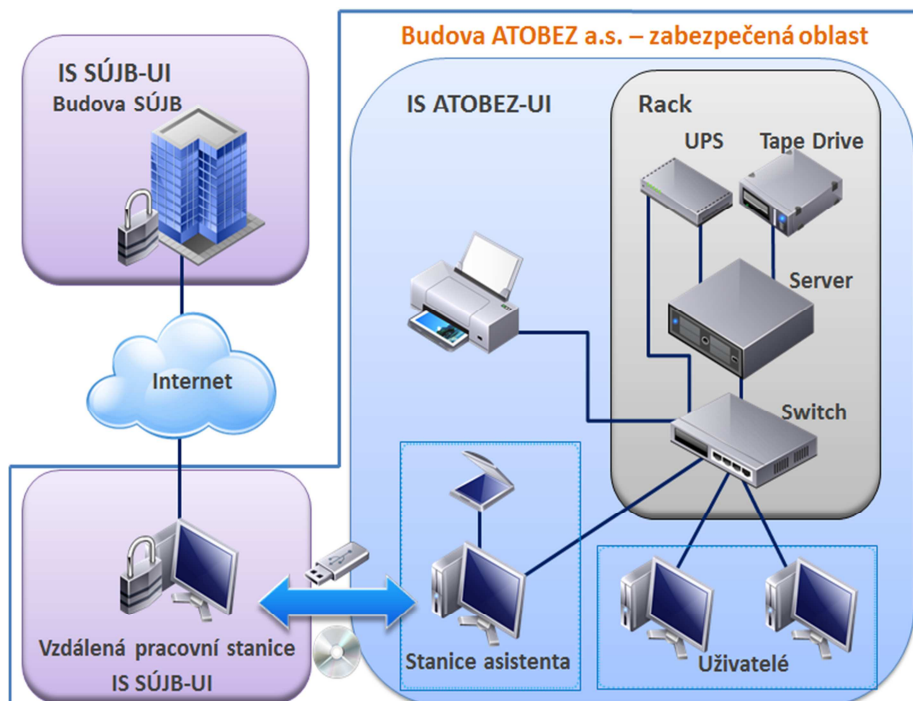 Budova ATOBEZ a.s. – zabezpečená oblast
IS SÚJB-UI
Budova SÚJB
IS ATOBEZ-UI
Rack
UPS
Tape Drive
Server
Internet
Switch
Vzdálená pracovní stanice
IS SÚJB-UI
Stanice asistenta
Uživatelé